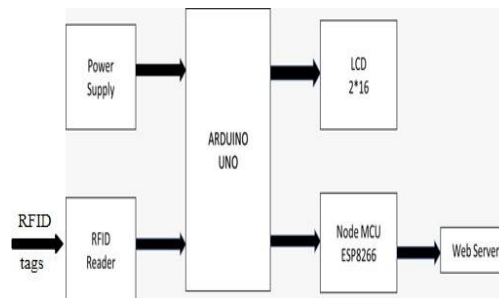 Power
Supply
LCD
2*16
ARDUINO
UNO
RFID
tags
RFID
Reader
Node MCU
ESP8266
Web Server